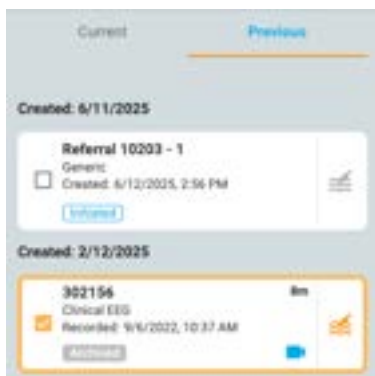 Current Previous
Created: 6/11/2025
Referral 10203 - 1
Generic
Created: 6/12/2025, 2:56 PM
Initiated
Created: 2/12/2025
302156 8m
Clinical EEG
Recorded: 9/6/2022, 10:37 AM
Archived